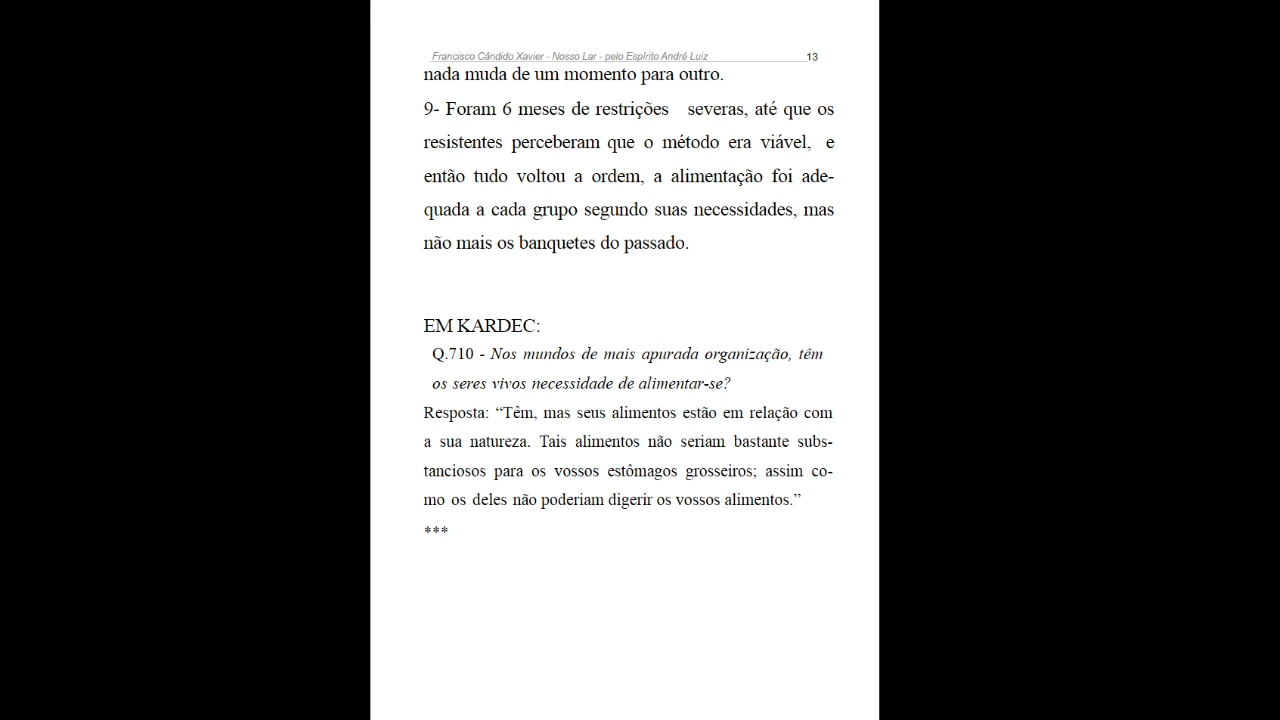 Francisco Cândido Xavier - Nosso Lar - pelo Espírito André Luiz 13
nada muda de um momento para outro.
9- Foram 6 meses de restrições severas, até que os
resistentes perceberam que o método era viável, e
então tudo voltou a ordem, a alimentação foi ade-
quada a cada grupo segundo suas necessidades, mas
não mais os banquetes do passado.
EM KARDEC:
Q.710 - Nos mundos de mais apurada organização, têm
os seres vivos necessidade de alimentar-se?
Resposta: “Têm, mas seus alimentos estão em relação com
a sua natureza. Tais alimentos não seriam bastante subs-
tanciosos para os vossos estômagos grosseiros; assim co-
mo os deles não poderiam digerir os vossos alimentos.”
***